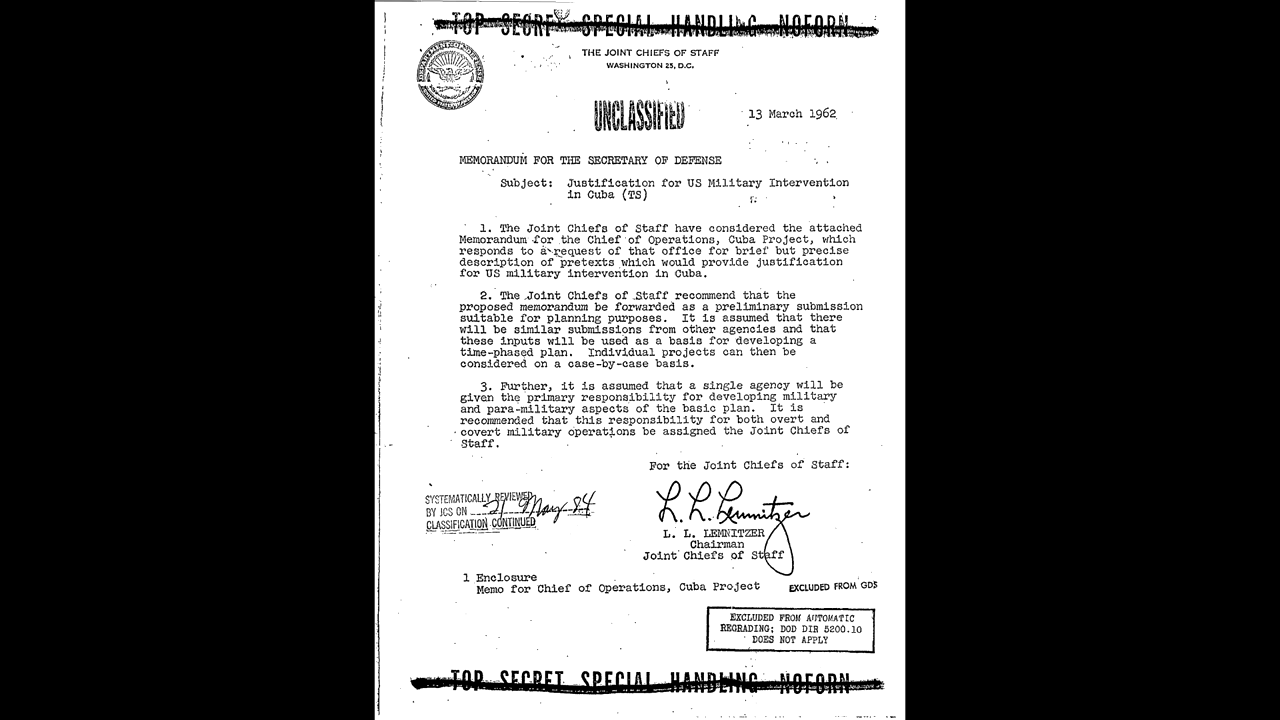 TOP SECRET SPECIAL HANDLING NOFORN
THE JOINT CHIEFS OF STAFF
WASHINGTON 25, D.C.
UNCLASSIFIED
13 March 1962
MEMORANDUM FOR THE SECRETARY OF DEFENSE
Subject: Justification for US Military Intervention
in Cuba (TS)
1. The Joint Chiefs of Staff have considered the attached
Memorandum for the Chief of Operations, Cuba Project, which
responds to a request of that office for brief but precise
description of pretexts which would provide justification
for US military intervention in Cuba.
2. The Joint Chiefs of Staff recommend that the
proposed memorandum be forwarded as a preliminary submission
suitable for planning purposes. It is assumed that there
will be similar submissions from other agencies and that
these inputs will be used as a basis for developing a
time-phased plan. Individual projects can then be
considered on a case-by-case basis.
3. Further, it is assumed that a single agency will be
given the primary responsibility for developing military
and para-military aspects of the basic plan. It is
recommended that this responsibility for both overt and
covert military operations be assigned the Joint Chiefs of
Staff.
For the Joint Chiefs of Staff:
SYSTEMATICALLY REVIEWED
BY JCS ON 21 May 84
CLASSIFICATION CONTINUED
L. L. Lemnitzer
L. L. LEMNITZER
Chairman
Joint Chiefs of Staff
1 Enclosure
Memo for Chief of Operations, Cuba Project
EXCLUDED FROM GDS
EXCLUDED FROM AUTOMATIC
REGRADING; DOD DIR 5200.10
DOES NOT APPLY
TOP SECRET SPECIAL HANDLING NOFORN